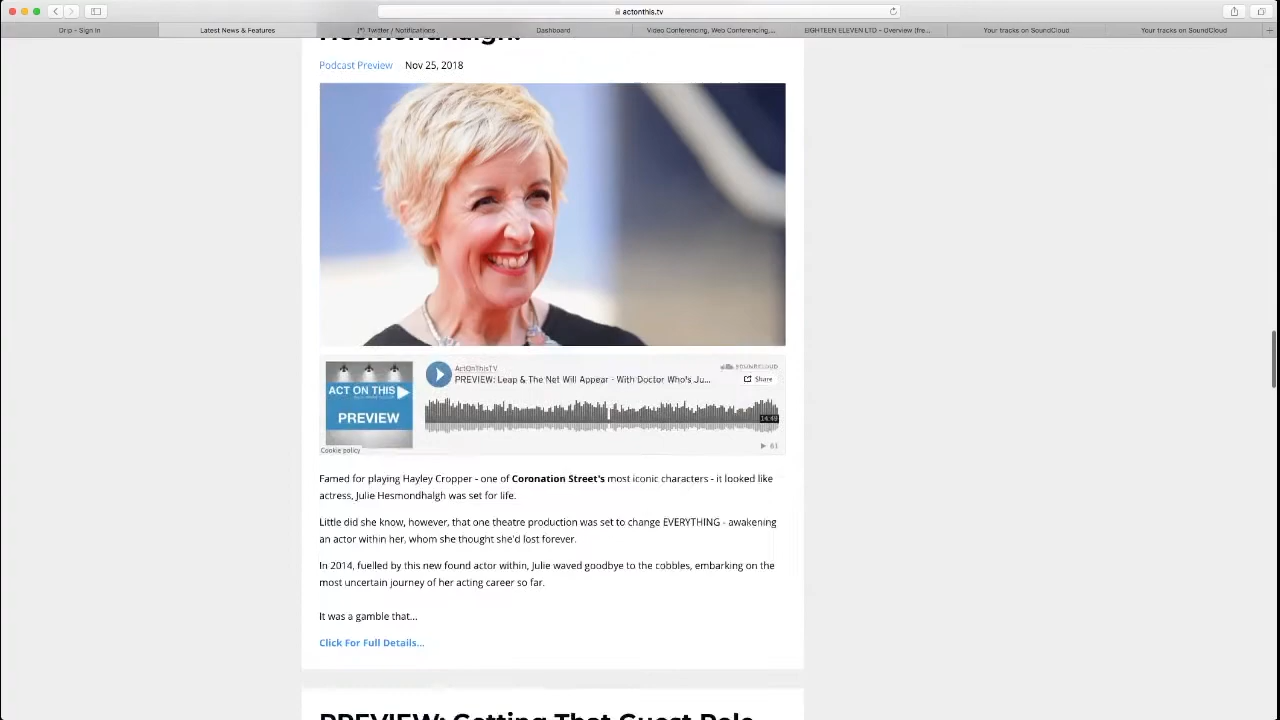 actonthis.tv
Drip - Sign In
Latest News & Features
(*) Twitter / Notifications
Dashboard
Video Conferencing, Web Conferencing,...
EIGHTEEN ELEVEN LTD - Overview (fre...
Your tracks on SoundCloud
Your tracks on SoundCloud
Hesmondhalgh.
Podcast Preview Nov 25, 2018
ActOnThisTV
SOUNDCLOUD
PREVIEW: Leap & The Net Will Appear - With Doctor Who's Ju...
Share
ACT ON THIS
PREVIEW
14:49
Cookie policy
61
Famed for playing Hayley Cropper - one of Coronation Street's most iconic characters - it looked like
actress, Julie Hesmondhalgh was set for life.
Little did she know, however, that one theatre production was set to change EVERYTHING - awakening
an actor within her, whom she thought she'd lost forever.
In 2014, fuelled by this new found actor within, Julie waved goodbye to the cobbles, embarking on the
most uncertain journey of her acting career so far.
It was a gamble that...
Click For Full Details...
PREVIEW: Getting That Guest Role